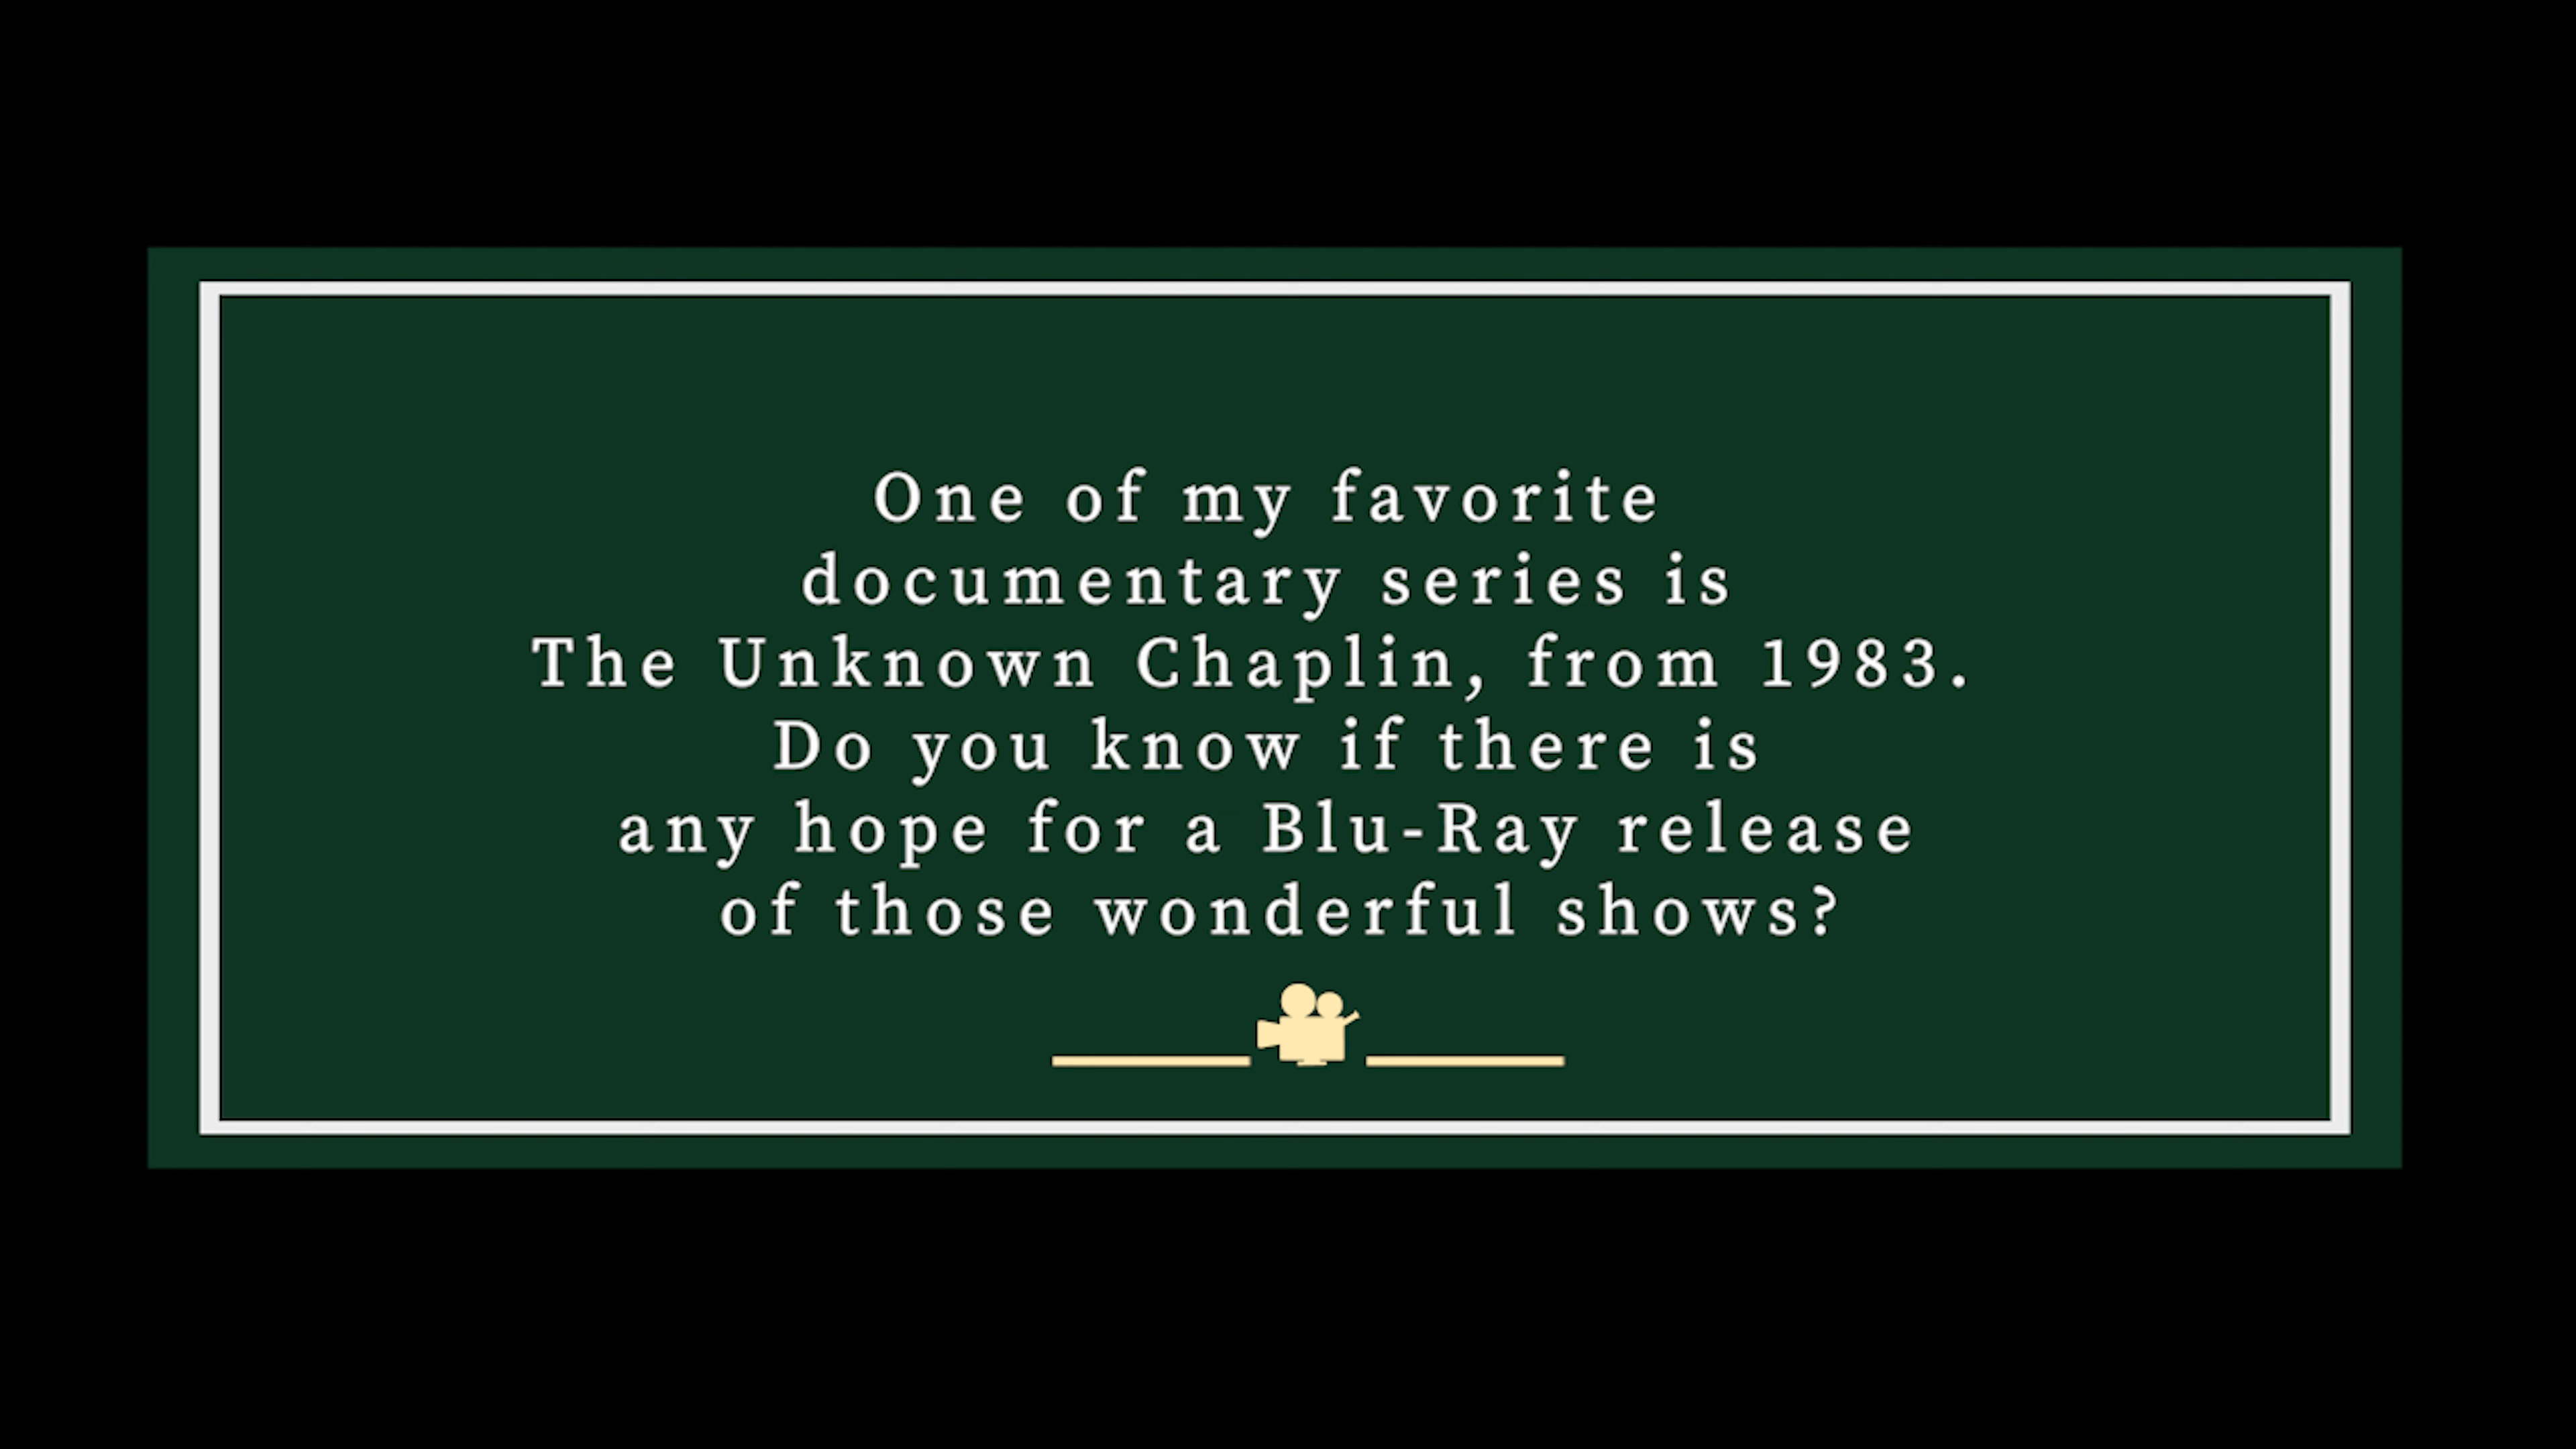 One of my favorite
documentary series is
The Unknown Chaplin, from 1983.
Do you know if there is
any hope for a Blu-Ray release
of those wonderful shows?